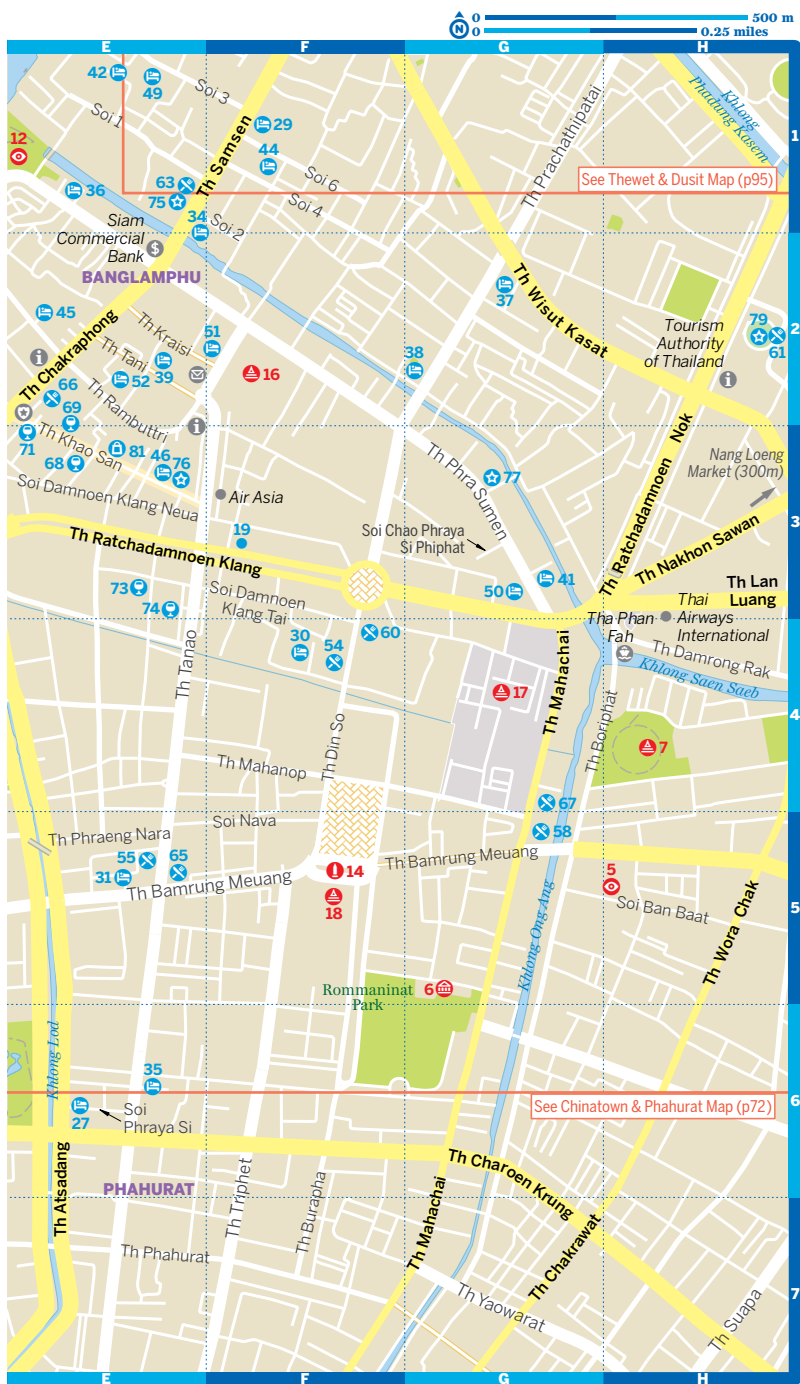 0 500 m
N 0 0.25 miles
E F G H
42
49
Soi 3
Soi 1
Th Samsen
29
44
Soi 6
Soi 4
Th Prachathipatai
Khlong
Phadung Kasem
1
12
36
63
75
34
Soi 2
See Thewet & Dusit Map (p95)
Siam
Commercial
Bank
$
BANGLAMPHU
37
Th Wisut Kasat
45
Th Chakraphong
Th Kraisi
51
Th Tani
39
52
16
38
Tourism
Authority
of Thailand
i
79
61
2
i
66
69
Th Rambuttri
i
71
Th Khao San
68
81
46
76
Soi Damnoen Klang Neua
Air Asia
Th Phra Sumen
77
Th Ratchadamnoen Nok
Nang Loeng
Market (300m)
19
Soi Chao Phraya
Si Phiphat
3
Th Ratchadamnoen Klang
Th Nakhon Sawan
73
74
Soi Damnoen
Klang Tai
50
41
Th Lan
Luang
Tha Phan
Fah
Thai
Airways
International
30
54
60
Th Tanao
Th Damrong Rak
Khlong Saen Saeb
17
Th Mahachai
Th Boriphat
7
4
Th Din So
Th Mahanop
67
58
Soi Nava
Th Phraeng Nara
55
65
31
Th Bamrung Meuang
14
18
Th Bamrung Meuang
5
Soi Ban Baat
Th Wora Chak
5
Khlong Ong Ang
Rommaninat
Park
6
Khlong Lod
35
27
Soi
Phraya Si
See Chinatown & Phahurat Map (p72)
6
Th Atsadang
PHAHURAT
Th Triphet
Th Burapha
Th Charoen Krung
Th Mahachai
Th Chakrawat
Th Phahurat
Th Yaowarat
Th Suapa
7
E F G H